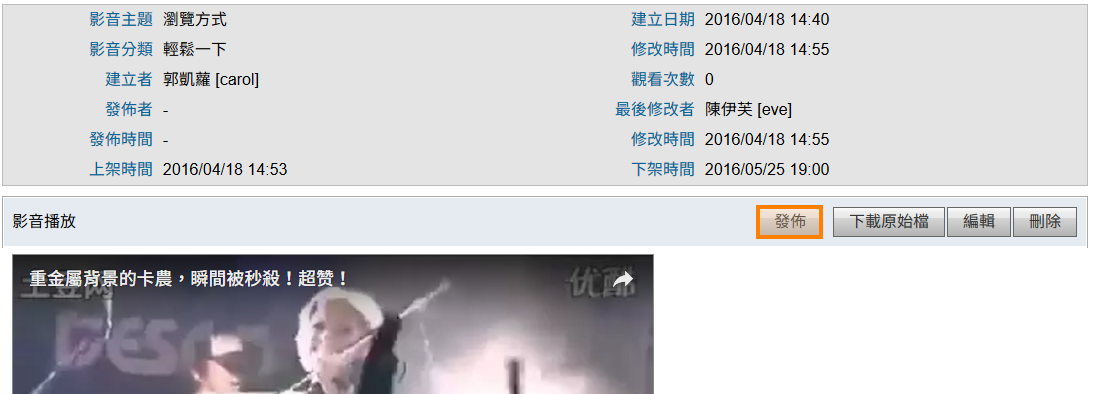 影音主題 瀏覽方式 建立日期 2016/04/18 14:40
影音分類 輕鬆一下 修改時間 2016/04/18 14:55
建立者 郭凱蘿 [carol] 觀看次數 0
發佈者 - 最後修改者 陳伊芙 [eve]
發佈時間 - 修改時間 2016/04/18 14:55
上架時間 2016/04/18 14:53 下架時間 2016/05/25 19:00
影音播放 發佈 下載原始檔 編輯 刪除
重金屬背景的卡農，瞬間被秒殺！超赞！
土豆网 优酷